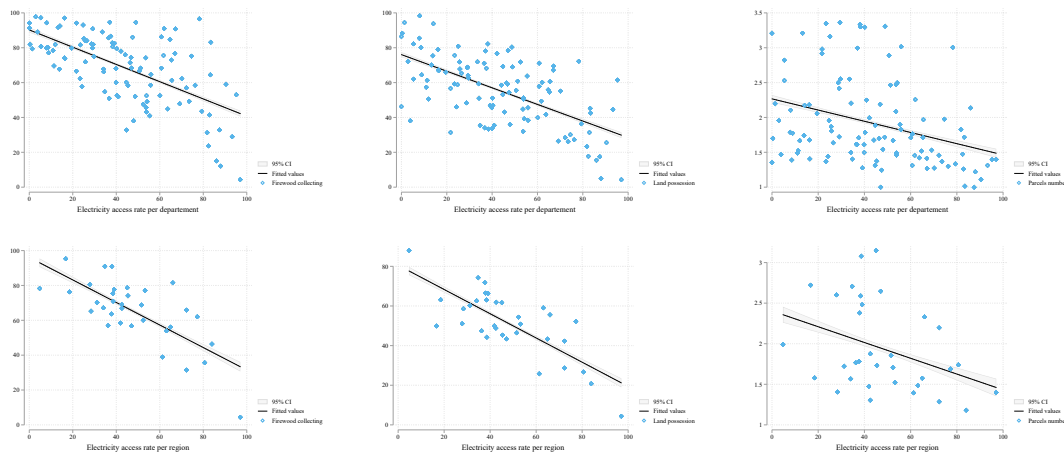 100
80
60
40
20
0
95% CI
Fitted values
Firewood collecting
0 20 40 60 80 100
Electricity access rate per departement
100
80
60
40
20
0
95% CI
Fitted values
Land possession
0 20 40 60 80 100
Electricity access rate per departement
3.5
3
2.5
2
1.5
1
95% CI
Fitted values
Parcels numb
0 20 40 60 80 100
Electricity access rate per departement
100
80
60
40
20
0
95% CI
Fitted values
Firewood collecting
0 20 40 60 80 100
Electricity access rate per region
80
60
40
20
0
95% CI
Fitted values
Land possession
0 20 40 60 80 100
Electricity access rate per region
3
2.5
2
1.5
1
95% CI
Fitted values
Parcels numb
0 20 40 60 80 100
Electricity access rate per region